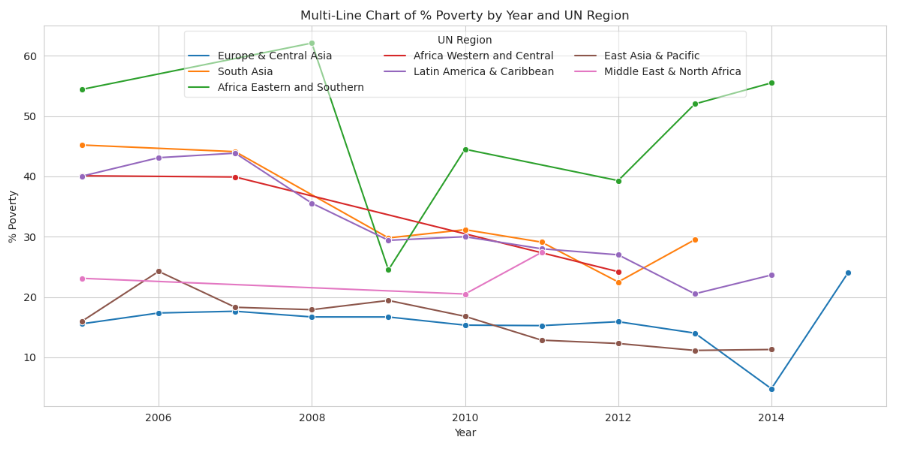 Multi-Line Chart of % Poverty by Year and UN Region
UN Region
Europe & Central Asia
South Asia
Africa Eastern and Southern
Africa Western and Central
Latin America & Caribbean
East Asia & Pacific
Middle East & North Africa
% Poverty
60
50
40
30
20
10
2006
2008
2010
2012
2014
Year